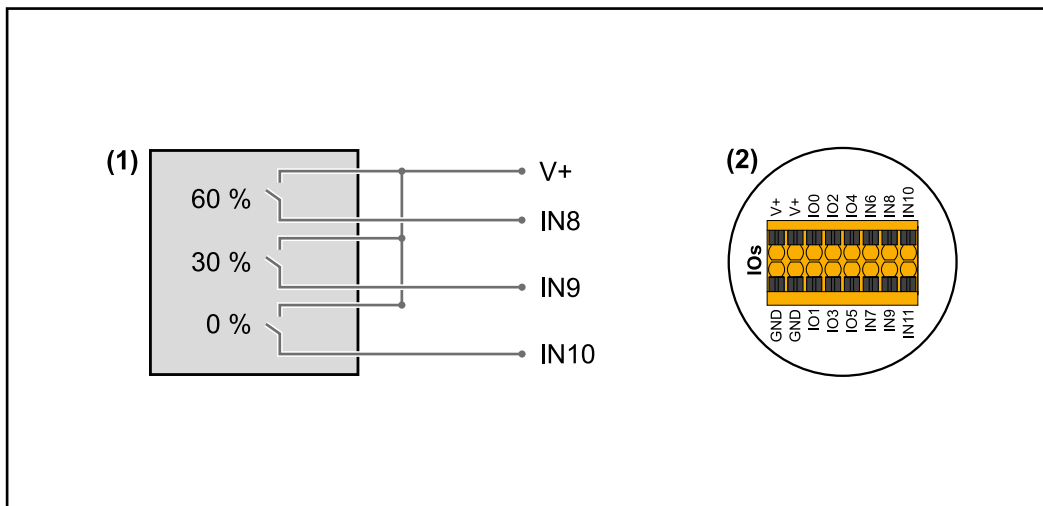 (1)
60 %
30 %
0 %
V+
IN8
IN9
IN10
(2)
V+ V+ IO0 IO2 IO4 IN6 IN8 IN10
IOs
GND GND IO1 IO3 IO5 IN7 IN9 IN11